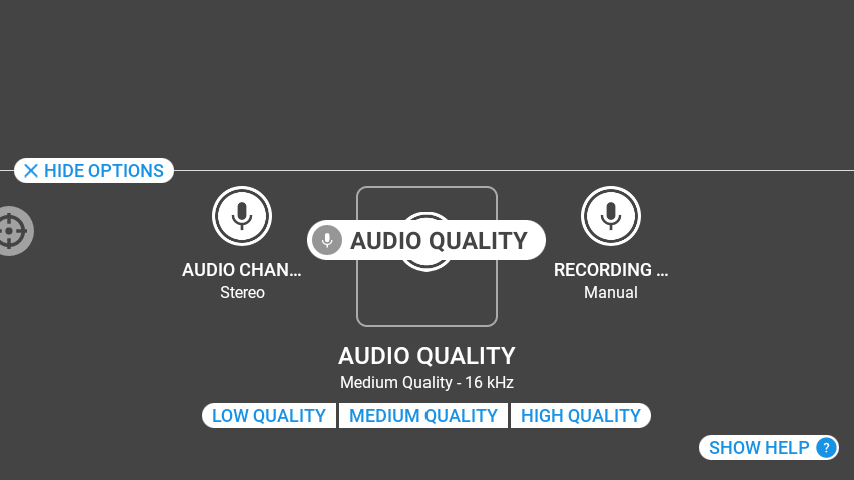 HIDE OPTIONS
AUDIO QUALITY
AUDIO CHAN...
Stereo
RECORDING ...
Manual
AUDIO QUALITY
Medium Quality - 16 kHz
LOW QUALITY
MEDIUM QUALITY
HIGH QUALITY
SHOW HELP ?